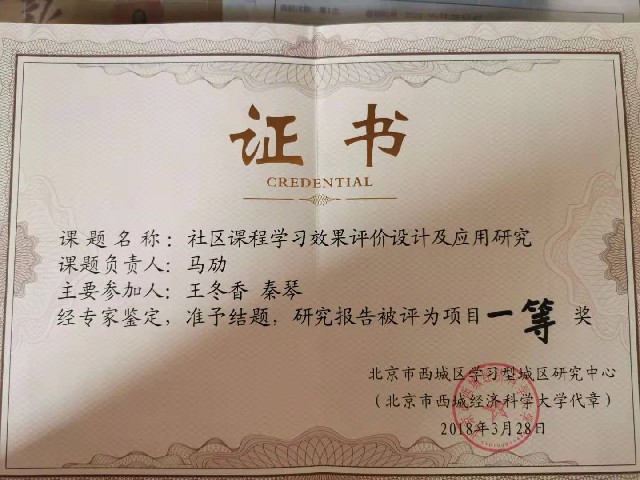 证书
CREDENTIAL
课题名称：社区课程学习效果评价设计及应用研究
课题负责人：马劢
主要参加人：王冬香 秦琴
经专家鉴定，准予结题，研究报告被评为项目一等 奖
北京市西城区学习型城区研究中心
（北京市西城经济科学大学代章）
2018年3月28日